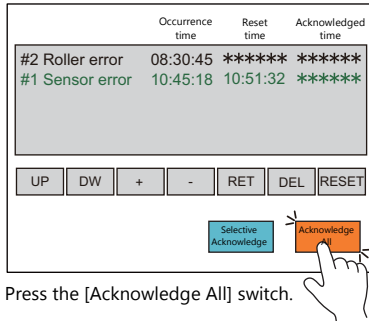 Occurrence time Reset time Acknowledged time
#2 Roller error 08:30:45 ****** ******
#1 Sensor error 10:45:18 10:51:32 ******
UP DW + - RET DEL RESET
Selective Acknowledge
Acknowledge All
Press the [Acknowledge All] switch.